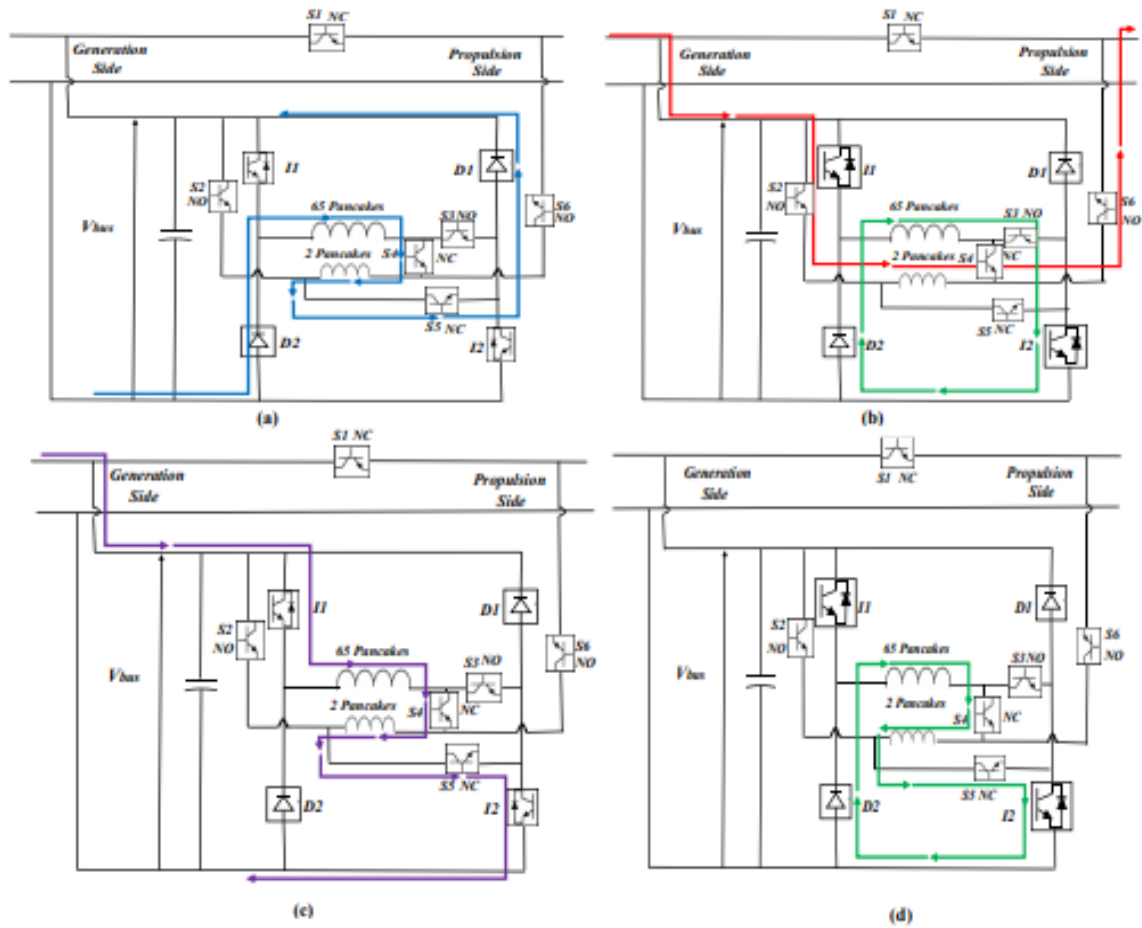 S1 NC
Generation
Side
Propulsion
Side
I1
D1
S2
NO
S6
NO
65 Pancakes
S3 NO
Vbus
S4
NC
2 Pancakes
S5 NC
D2
I2
(a)
S1 NC
Generation
Side
Propulsion
Side
I1
D1
S2
NO
S6
NO
65 Pancakes
S3 NO
Vbus
2 Pancakes
S4
NC
S5 NC
D2
I2
(b)
S1 NC
Generation
Side
Propulsion
Side
I1
D1
S2
NO
S6
NO
65 Pancakes
S3 NO
Vbus
2 Pancakes
S4
NC
S5 NC
D2
I2
(c)
S1 NC
Generation
Side
Propulsion
Side
I1
D1
S2
NO
S6
NO
65 Pancakes
S3 NO
Vbus
2 Pancakes
S4
NC
S5 NC
D2
I2
(d)